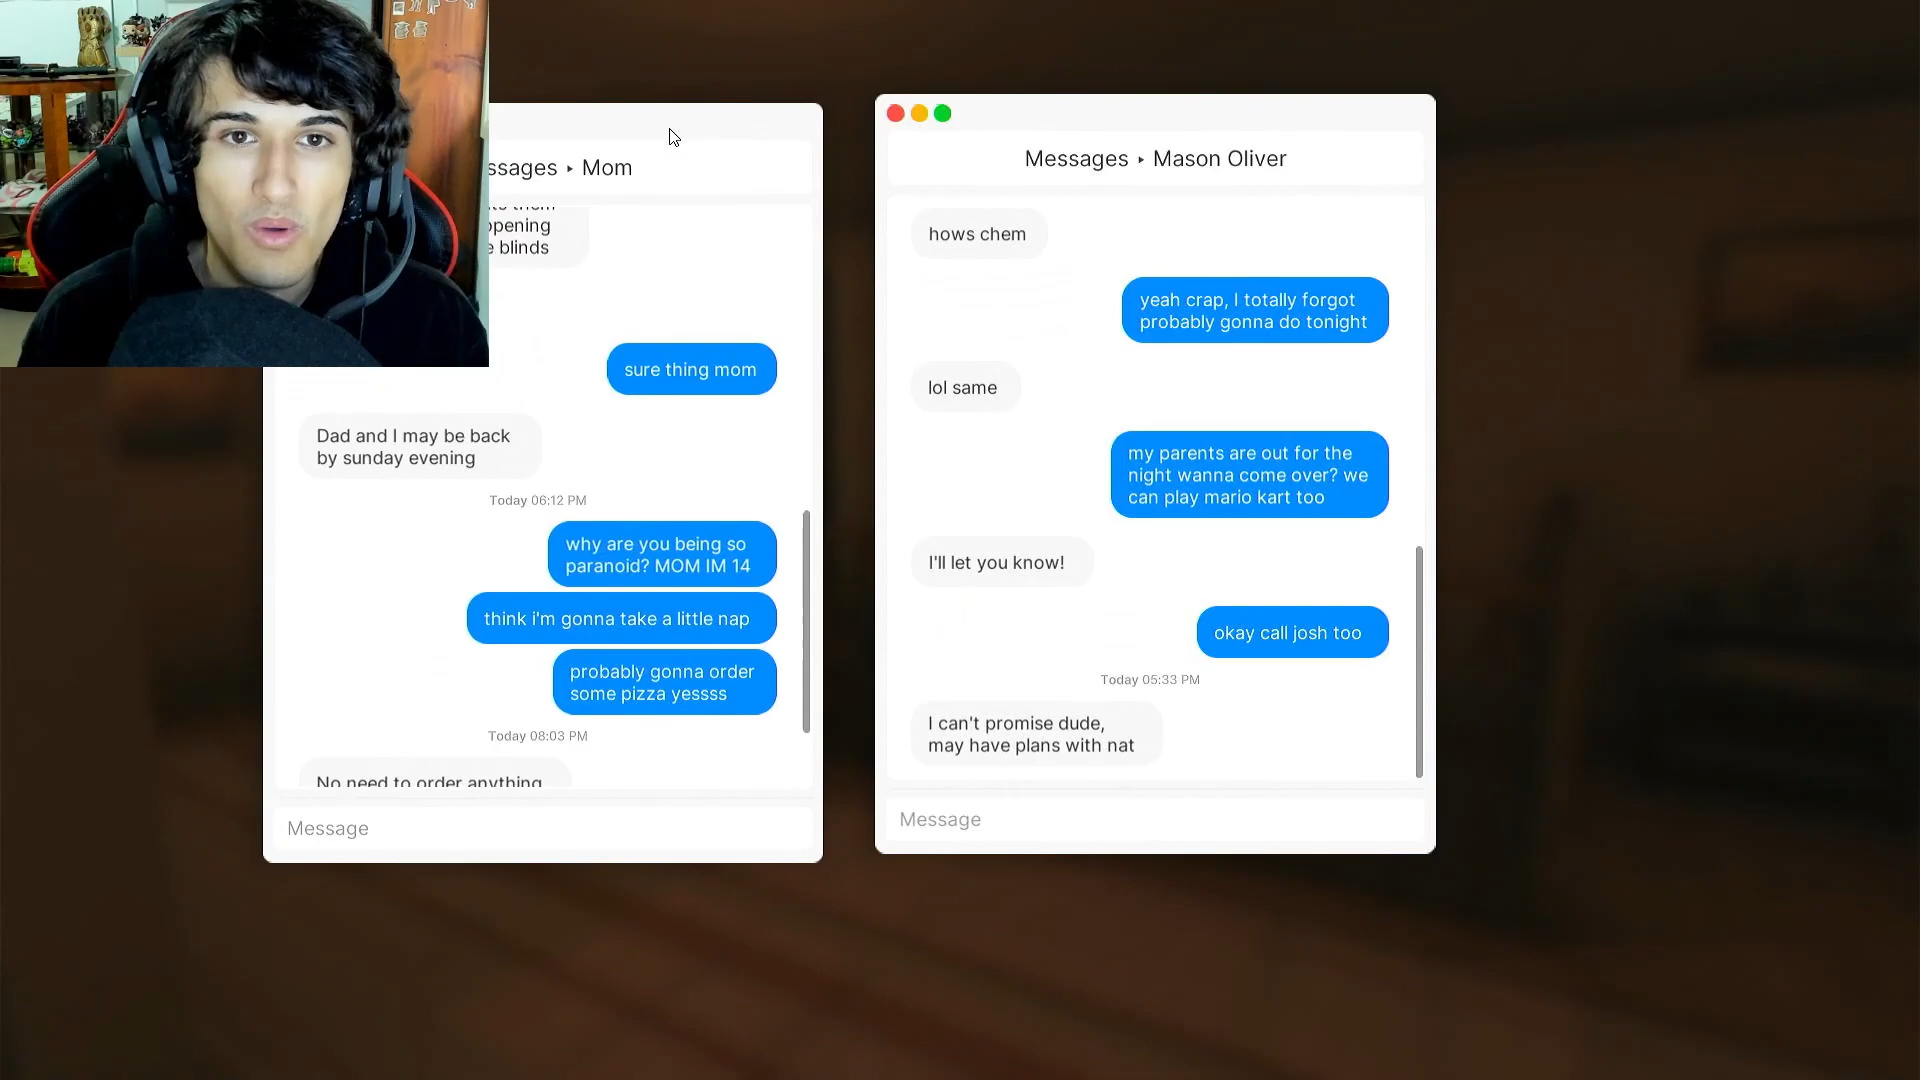 ssages ▸ Mom
opening
e blinds
sure thing mom
Dad and I may be back
by sunday evening
Today 06:12 PM
why are you being so
paranoid? MOM IM 14
think i'm gonna take a little nap
probably gonna order
some pizza yessss
Today 08:03 PM
No need to order anything
Message
Messages ▸ Mason Oliver
hows chem
yeah crap, I totally forgot
probably gonna do tonight
lol same
my parents are out for the
night wanna come over? we
can play mario kart too
I'll let you know!
okay call josh too
Today 05:33 PM
I can't promise dude,
may have plans with nat
Message